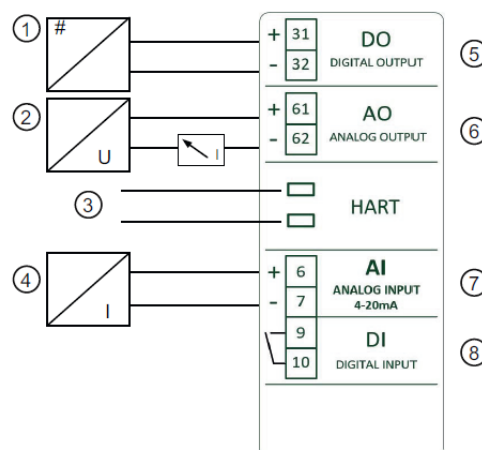 1 # + 31 DO 5
- 32 DIGITAL OUTPUT
2 U + 61 AO 6
- 62 ANALOG OUTPUT
I
3 HART
4 I + 6 AI 7
- 7 ANALOG INPUT
4-20mA
9 DI 8
10 DIGITAL INPUT